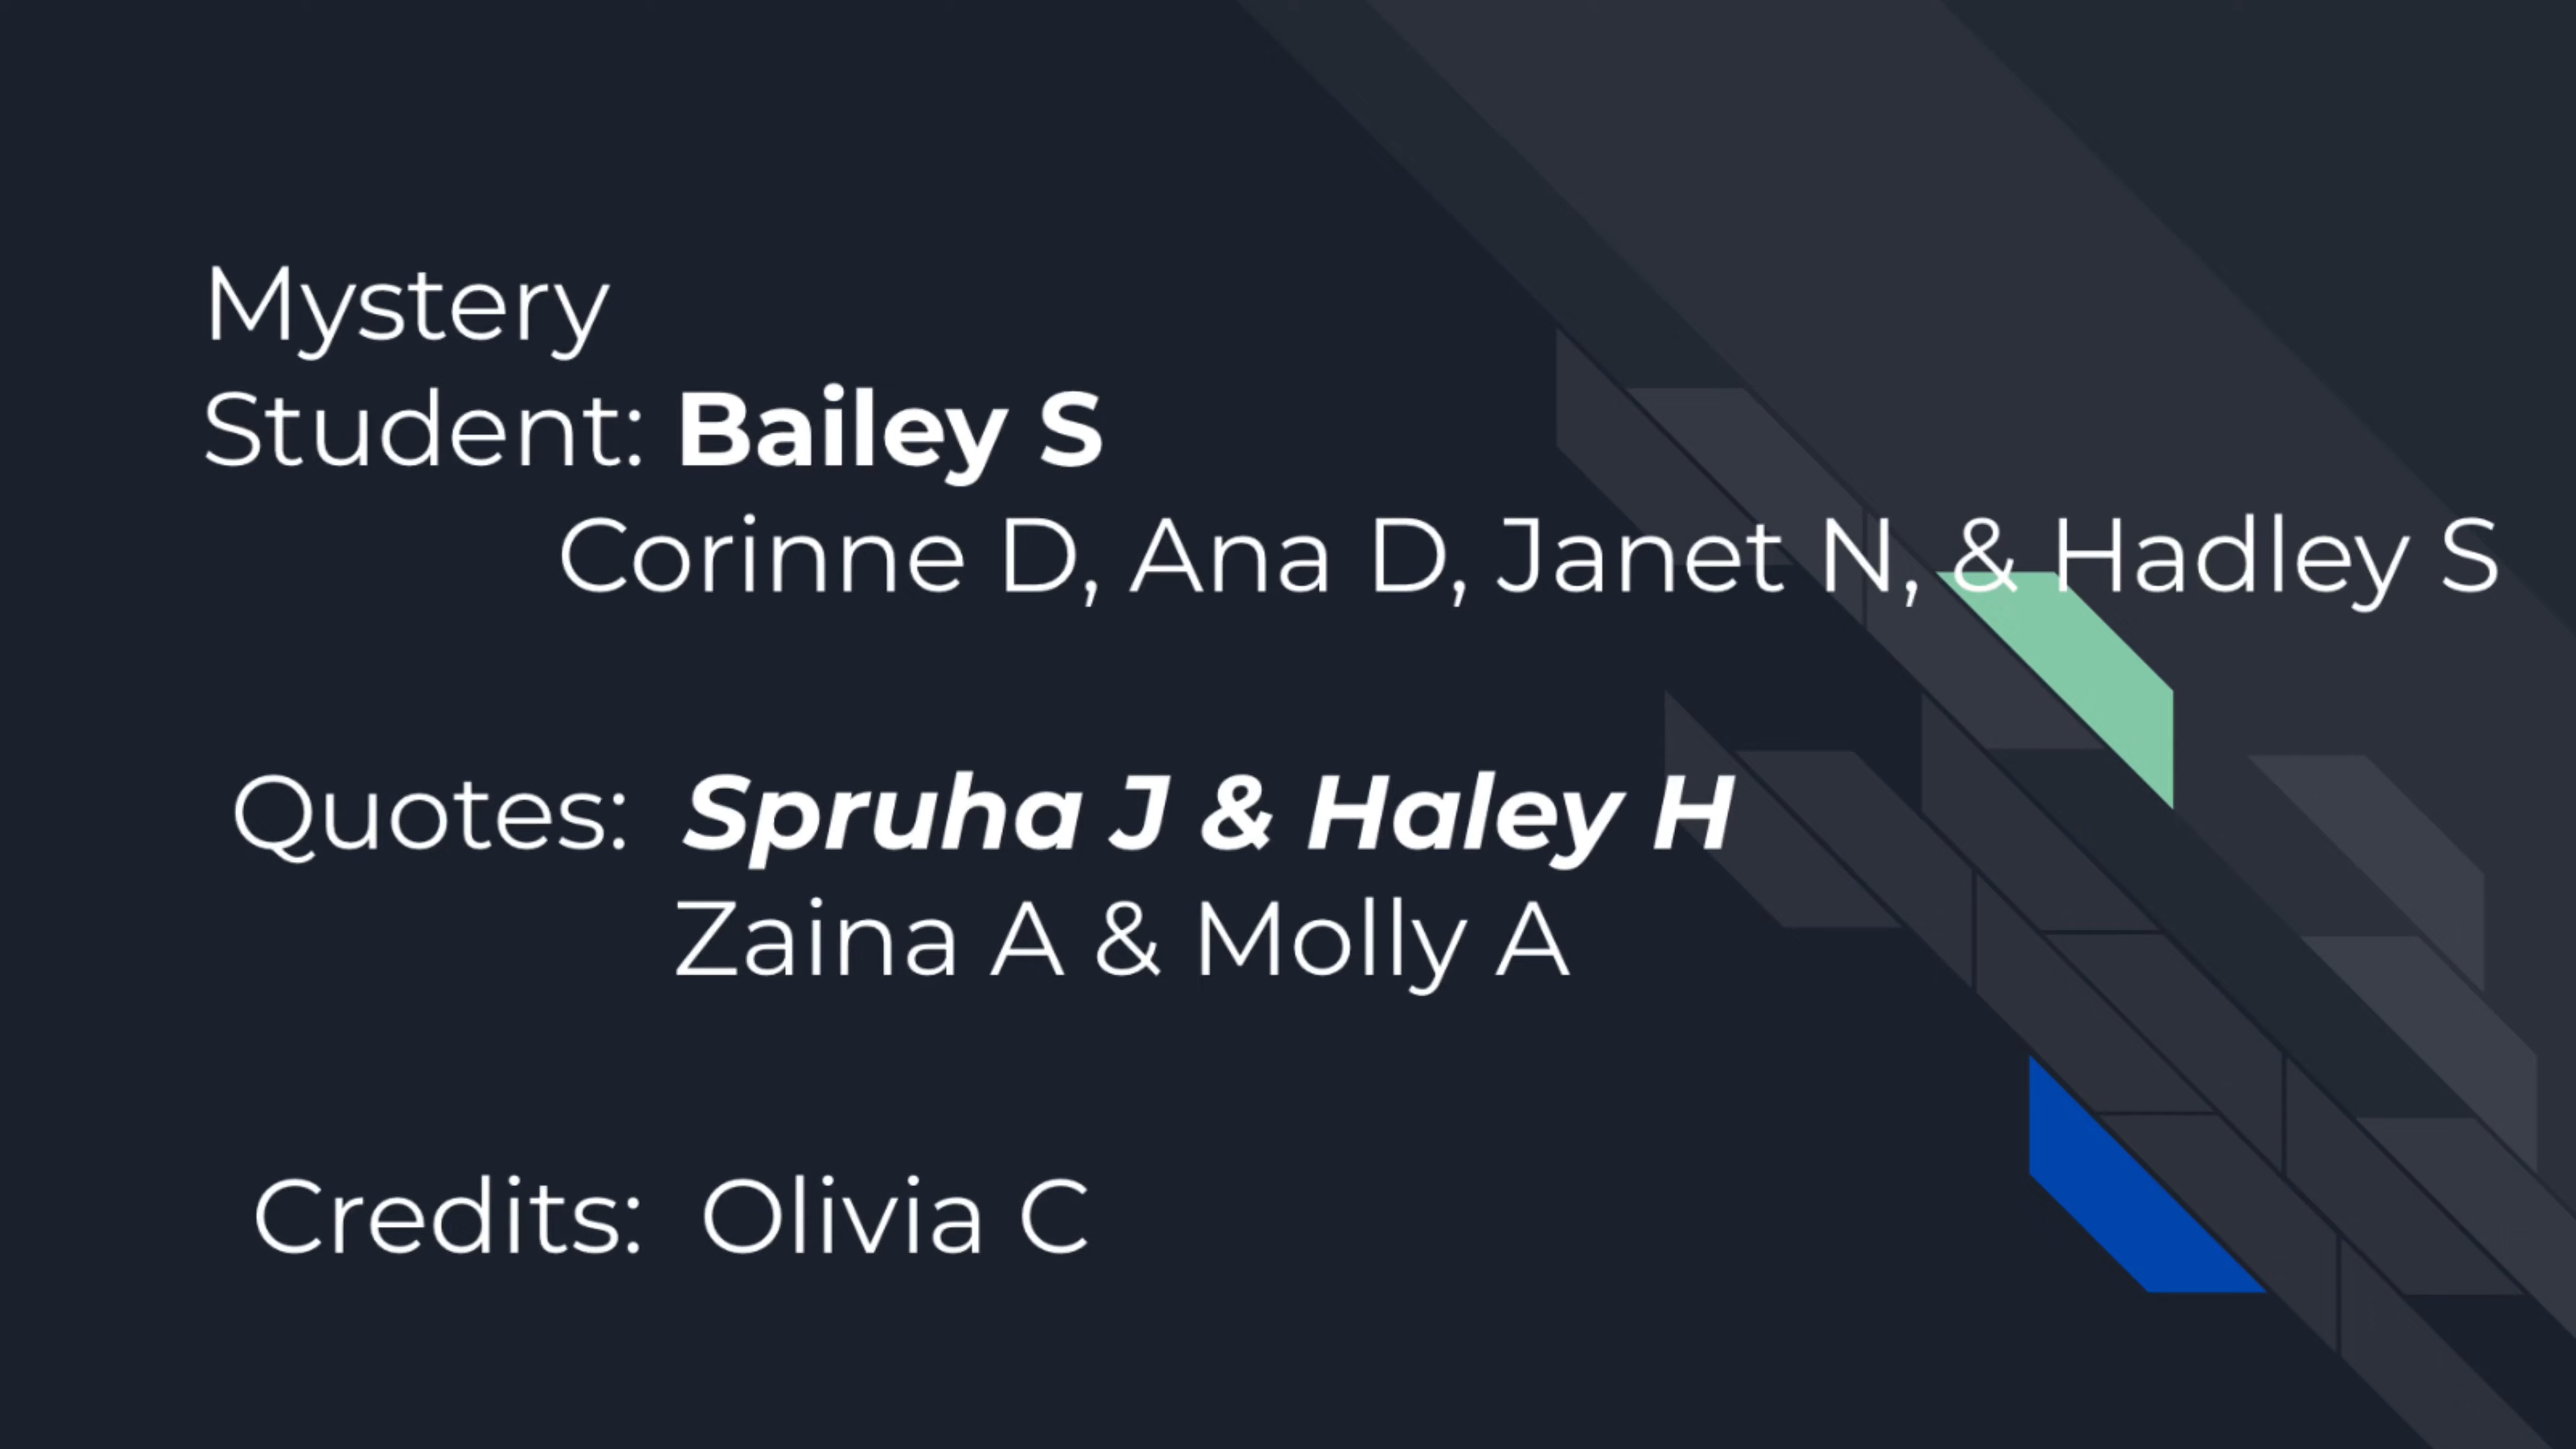 Mystery
Student: Bailey S
Corinne D, Ana D, Janet N, & Hadley S
Quotes: Spruha J & Haley H
Zaina A & Molly A
Credits: Olivia C